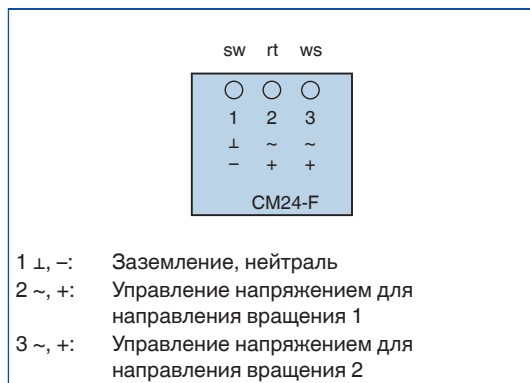 sw rt ws
1 2 3
⊥ ~ ~
– + +
CM24-F
1 ⊥, –: Заземление, нейтраль
2 ~, +: Управление напряжением для
направления вращения 1
3 ~, +: Управление напряжением для
направления вращения 2